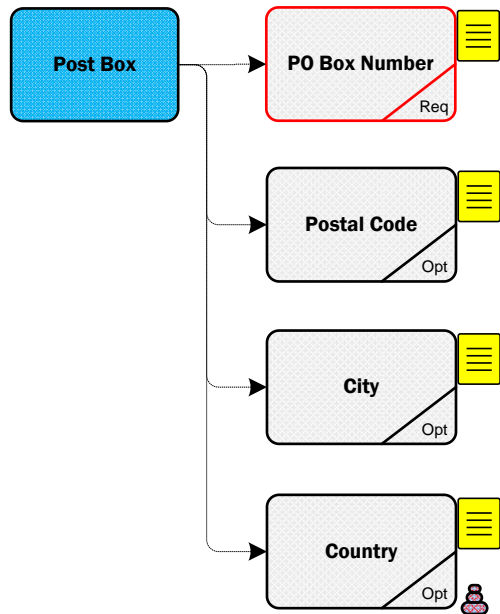 Post Box
PO Box Number
Req
Postal Code
Opt
City
Opt
Country
Opt